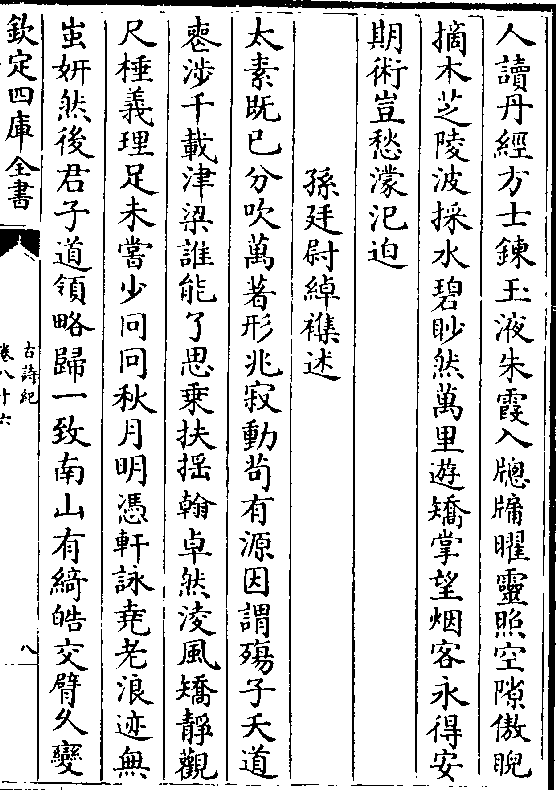 人讀丹經方士鍊玉液朱霞入牕牖曜靈照空隙傲睨
摘木芝陵波採水碧眇然萬里遊矯掌望烟客永得安
期術豈愁濛汜迫
孫廷尉綽襍述
太素既已分吹萬著形兆寂動苟有源因謂殤子夭道
䘮涉千載津梁誰能了思乗扶揺翰卓然淩風矯靜觀
尺棰義理足未嘗少冋冋秋月明憑軒詠堯老浪迹無
蚩妍然後君子道領略歸一致南山有綺皓交臂久變
欽定四庫全書
古詩紀
卷八十六
八